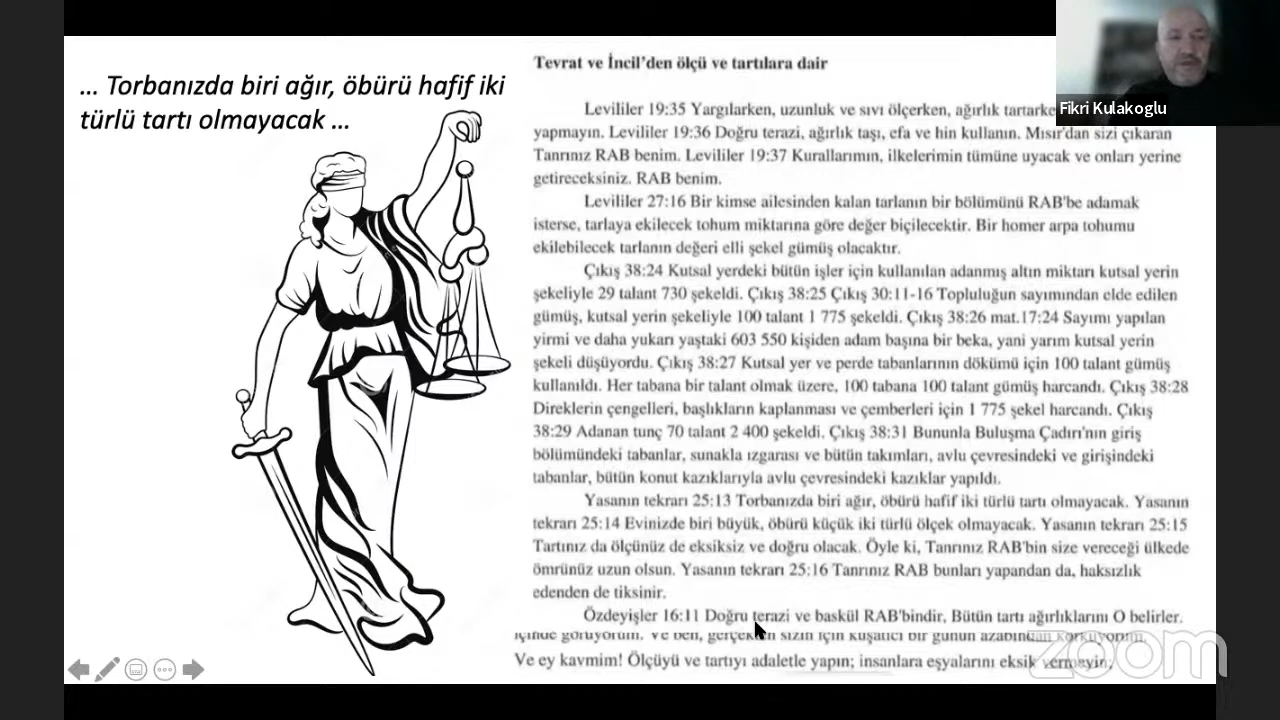 ... Torbanızda biri ağır, öbürü hafif iki
türlü tartı olmayacak ...
Tevrat ve İncil'den ölçü ve tartılara dair
Levililer 19:35 Yargılarken, uzunluk ve sıvı ölçerken, ağırlık
yapmayın. Levililer 19:36 Doğru terazi, ağırlık taşı, efa ve hin kullanın. Mısır'dan sizi çıkaran
Tanrınız RAB benim. Levililer 19:37 Kurallarımın, ilkelerimin tümüne uyacak ve onları yerine
getireceksiniz. RAB benim.
Levililer 27:16 Bir kimse ailesinden kalan tarlanın bir bölümünü RAB'be adamak
isterse, tarlaya ekilecek tohum miktarına göre değer biçilecektir. Bir homer arpa tohumu
ekilebilecek tarlanın değeri elli şekel gümüş olacaktır.
Çıkış 38:24 Kutsal yerdeki bütün işler için kullanılan adanmış altın miktarı kutsal yerin
şekeliyle 29 talant 730 şekeldi. Çıkış 38:25 Çıkış 30:11-16 Topluluğun sayımından elde edilen
gümüş, kutsal yerin şekeliyle 100 talant 1 775 şekeldi. Çıkış 38:26 mat.17:24 Sayımı yapılan
yirmi ve daha yukarı yaştaki 603 550 kişiden adam başına bir beka, yani yarım kutsal yerin
şekeli düşüyordu. Çıkış 38:27 Kutsal yer ve perde tabanlarının dökümü için 100 talant gümüş
kullanıldı. Her tabana bir talant olmak üzere, 100 tabana 100 talant gümüş harcandı. Çıkış 38:28
Direklerin çengelleri, başlıkların kaplanması ve çemberleri için 1 775 şekel harcandı. Çıkış
38:29 Adanan tunç 70 talant 2 400 şekeldi. Çıkış 38:31 Bununla Buluşma Çadırı'nın giriş
bölümündeki tabanlar, sunakla ızgarası ve bütün takımları, avlu çevresindeki ve girişindeki
tabanlar, bütün konut kazıklarıyla avlu çevresindeki kazıklar yapıldı.
Yasanın tekrarı 25:13 Torbanızda biri ağır, öbürü hafif iki türlü tartı olmayacak. Yasanın
tekrarı 25:14 Evinizde biri büyük, öbürü küçük iki türlü ölçek olmayacak. Yasanın tekrarı 25:15
Tartınız da ölçünüz de eksiksiz ve doğru olacak. Öyle ki, Tanrınız RAB'bin size vereceği ülkede
ömrünüz uzun olsun. Yasanın tekrarı 25:16 Tanrınız RAB bunları yapandan da, haksızlık
edenden de tiksinir.
Özdeyişler 16:11 Doğru terazi ve baskül RAB'bindir, Bütün tartı ağırlıklarını O belirler.
içinde görüyorum. Ve ben, gerçekten sizin için kuşatıcı bir günün azabından korkuyorum.
Ve ey kavmim! Ölçüyü ve tartıyı adaletle yapın; insanlara eşyalarını eksik vermeyin;
Fikri Kulakoglu
zoom